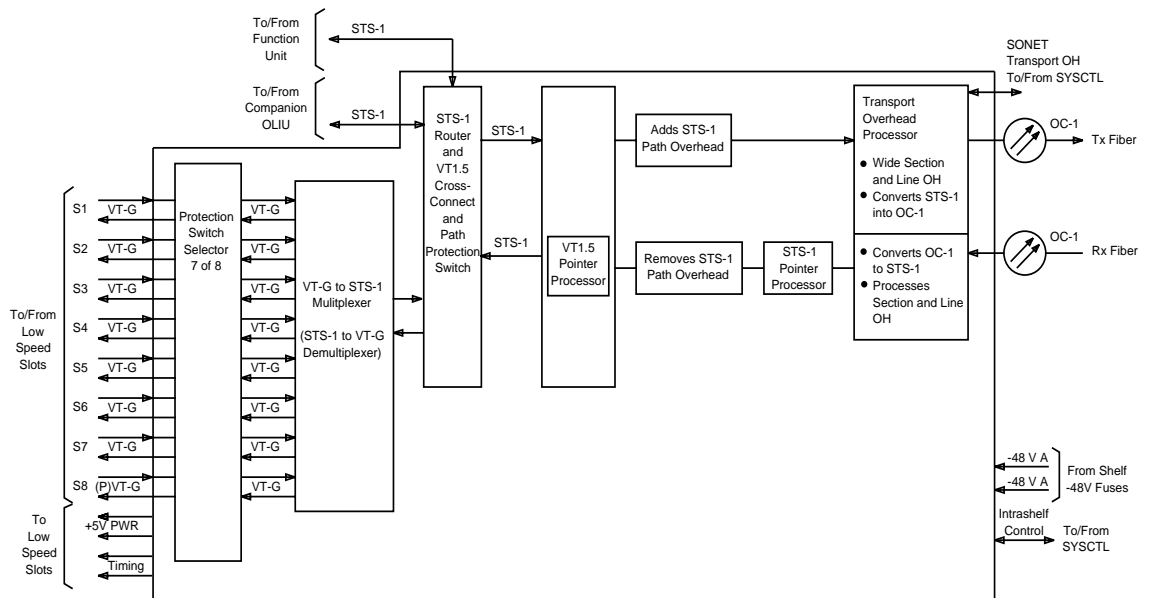 To/From
Function
Unit
STS-1
To/From
Companion
OLIU
STS-1
SONET
Transport OH
To/From SYSCTL
STS-1
Router
and
VT1.5
Cross-
Connect
and
Path
Protection
Switch
STS-1
STS-1
VT1.5
Pointer
Processor
Adds STS-1
Path Overhead
Removes STS-1
Path Overhead
STS-1
Pointer
Processor
Transport
Overhead
Processor
● Wide Section
and Line OH
● Converts STS-1
into OC-1
● Converts OC-1
to STS-1
● Processes
Section and Line
OH
OC-1
Tx Fiber
OC-1
Rx Fiber
To/From
Low
Speed
Slots
S1
VT-G
VT-G
S2
VT-G
VT-G
S3
VT-G
VT-G
S4
VT-G
VT-G
S5
VT-G
VT-G
S6
VT-G
VT-G
S7
VT-G
VT-G
S8
(P)VT-G
VT-G
Protection
Switch
Selector
7 of 8
VT-G to STS-1
Mulitplexer
(STS-1 to VT-G
Demultiplexer)
To
Low
Speed
Slots
+5V PWR
Timing
-48 V A
-48 V A
From Shelf
-48V Fuses
Intrashelf
Control
To/From
SYSCTL